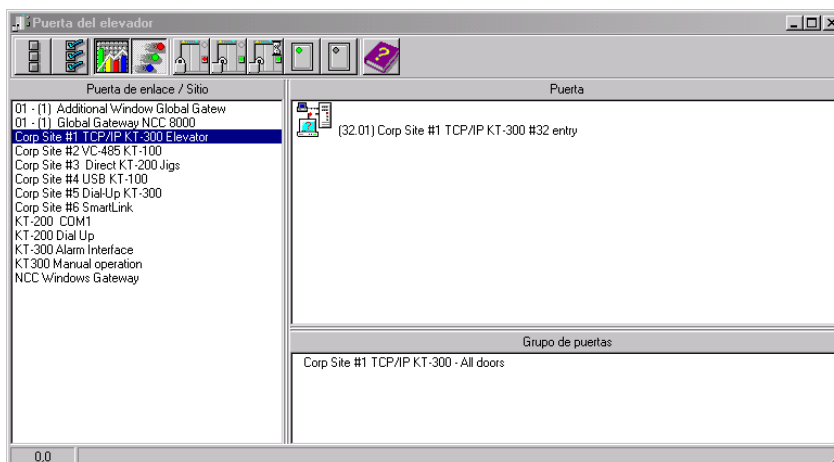 Puerta del elevador
Puerta de enlace / Sitio
01 - (1) Additional Window Global Gatew
01 - (1) Global Gateway NCC 8000
Corp Site #1 TCP/IP KT-300 Elevator
Corp Site #2 VC-485 KT-100
Corp Site #3 Direct KT-200 Jigs
Corp Site #4 USB KT-100
Corp Site #5 Dial-Up KT-300
Corp Site #6 SmartLink
KT-200 COM1
KT-200 Dial Up
KT-300 Alarm Interface
KT300 Manual operation
NCC Windows Gateway
Puerta
(32.01) Corp Site #1 TCP/IP KT-300 #32 entry
Grupo de puertas
Corp Site #1 TCP/IP KT-300 - All doors
0,0